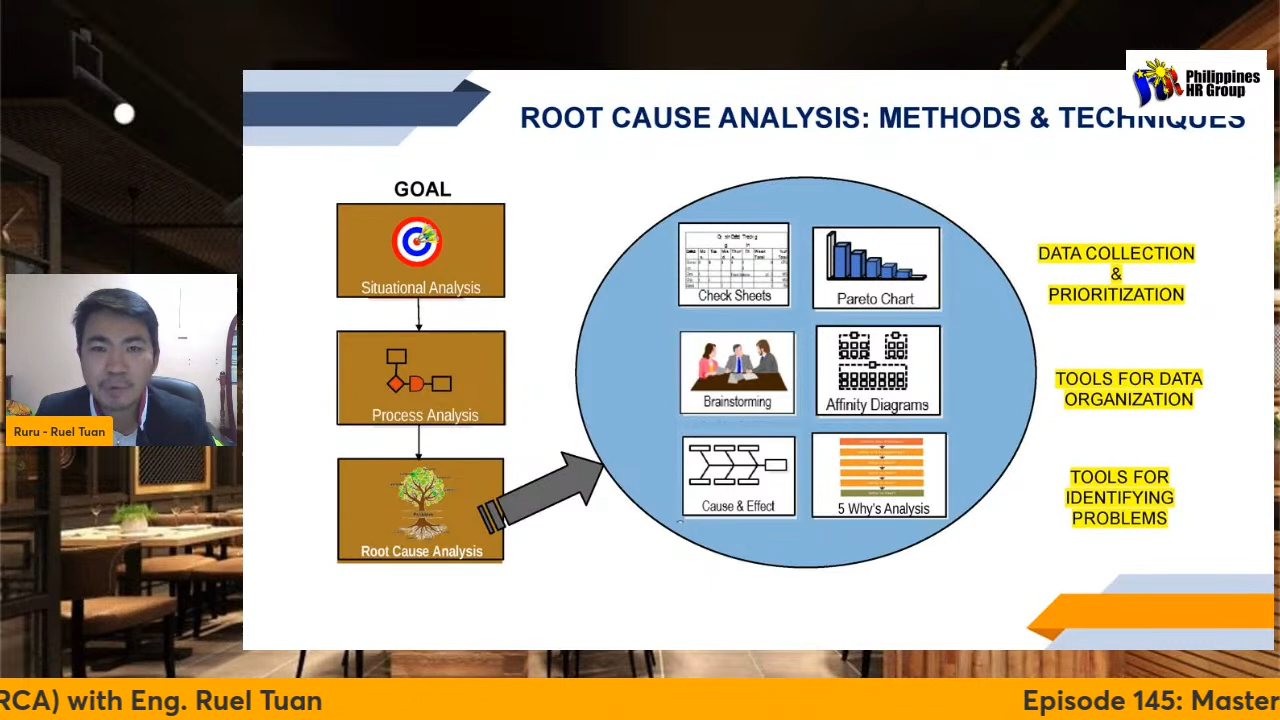 Philippines
HR Group
ROOT CAUSE ANALYSIS: METHODS & TECHNIQUES
GOAL
Situational Analysis
Process Analysis
Root Cause Analysis
Check Sheets
Pareto Chart
Brainstorming
Affinity Diagrams
Cause & Effect
5 Why's Analysis
DATA COLLECTION
&
PRIORITIZATION
TOOLS FOR DATA
ORGANIZATION
TOOLS FOR
IDENTIFYING
PROBLEMS
Ruru - Ruel Tuan
RCA) with Eng. Ruel Tuan
Episode 145: Master